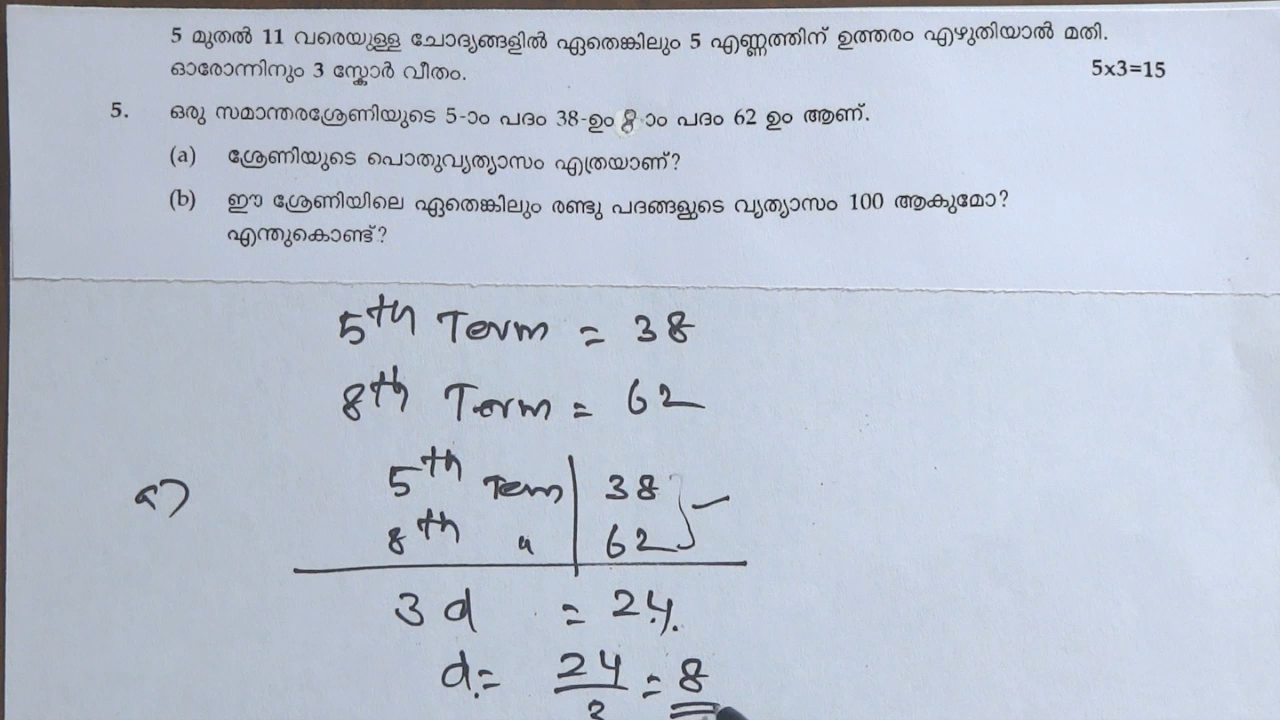 5 മുതൽ 11 വരെയുള്ള ചോദ്യങ്ങളിൽ ഏതെങ്കിലും 5 എണ്ണത്തിന് ഉത്തരം എഴുതിയാൽ മതി.
ഓരോന്നിനും 3 സ്കോർ വീതം. 5x3=15
5. ഒരു സമാന്തരശ്രേണിയുടെ 5-ാം പദം 38-ഉം 8-ാം പദം 62 ഉം ആണ്.
(a) ശ്രേണിയുടെ പൊതുവ്യത്യാസം എത്രയാണ്?
(b) ഈ ശ്രേണിയിലെ ഏതെങ്കിലും രണ്ടു പദങ്ങളുടെ വ്യത്യാസം 100 ആകുമോ?
എന്തുകൊണ്ട്?
5th Term = 38
8th Term = 62
a) 5th Term 38
8th " 62
3d = 24.
d = 24/3 = 8